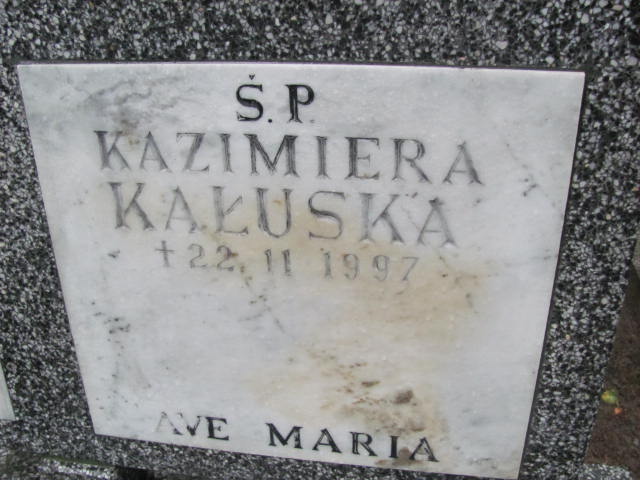 Ś.P.
KAZIMIERA
KAŁUSKA
+ 22 11 1997
AVE MARIA